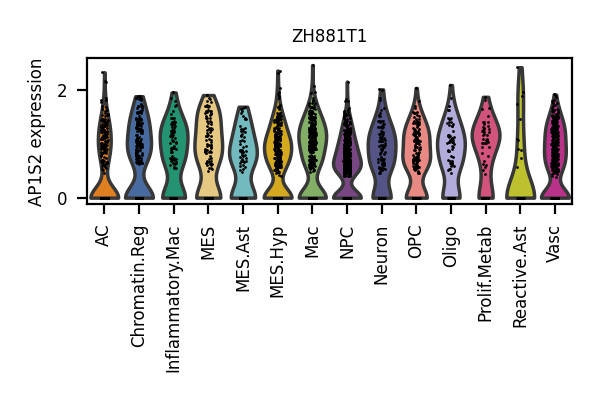 ZH881T1
AP1S2 expression
2
0
AC
Chromatin.Reg
Inflammatory.Mac
MES
MES.Ast
MES.Hyp
Mac
NPC
Neuron
OPC
Oligo
Prolif.Metab
Reactive.Ast
Vasc